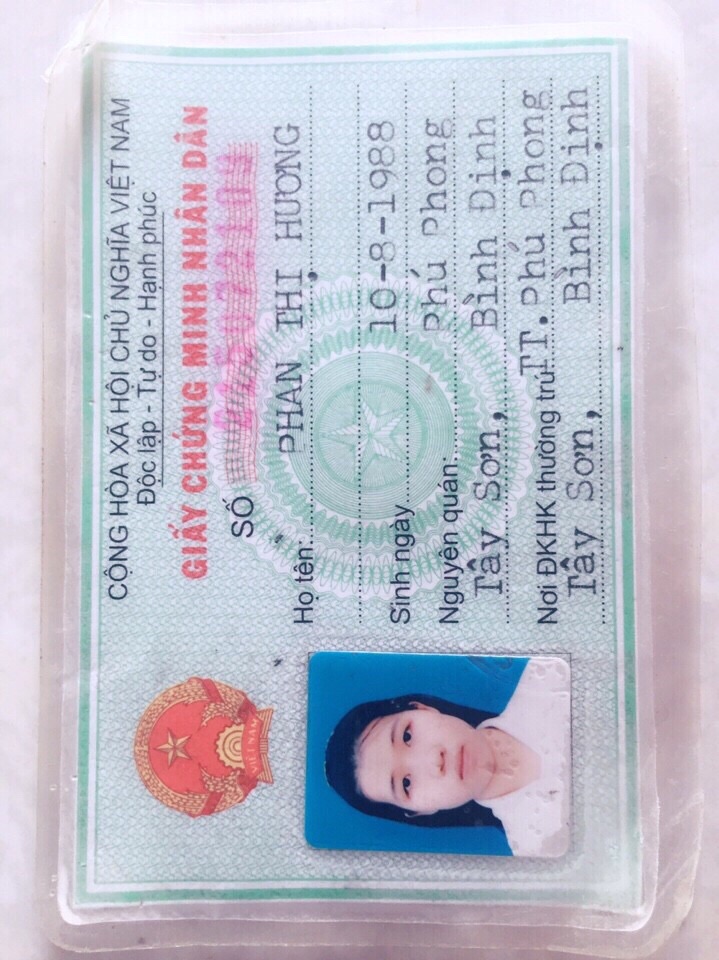 CỘNG HÒA XÃ HỘI CHỦ NGHĨA VIỆT NAM
Độc lập - Tự do - Hạnh phúc
GIẤY CHỨNG MINH NHÂN DÂN
SỐ
Họ tên: PHAN THỊ HƯƠNG
Sinh ngày 10-8-1988
Nguyên quán: Phú Phong
Tây Sơn, Bình Định
Nơi ĐKHK thường trú: TT.Phú Phong
Tây Sơn, Bình Định
VIỆT NAM